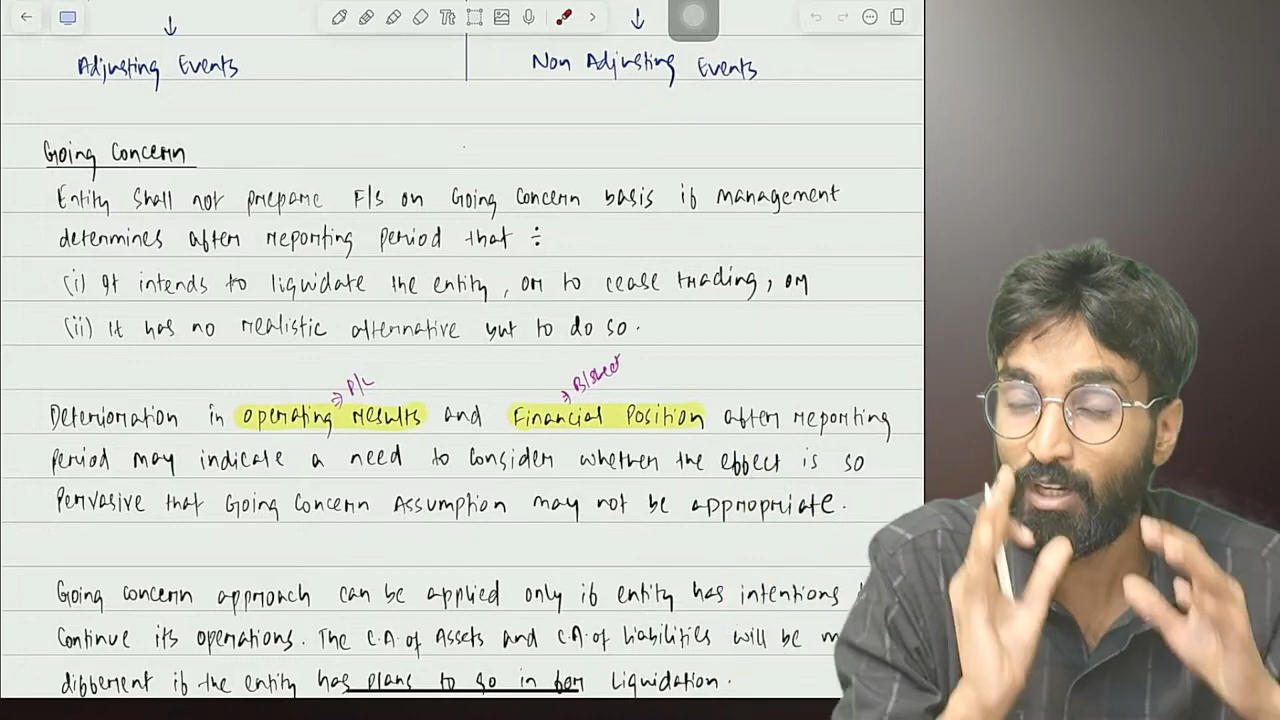 Adjusting Events
Non Adjusting Events
Going Concern
Entity shall not prepare F/s on Going Concern basis if management
determines after reporting period that ÷
(i) It intends to liquidate the entity, or to cease trading, or
(ii) it has no realistic alternative but to do so.
P/L
B/sheet
Deterioration in operating results and Financial Position after reporting
period may indicate a need to consider whether the effect is so
Pervasive that Going Concern Assumption may not be appropriate.
Going concern approach can be applied only if entity has intentions
Continue its operations. The C.A. of Assets and C.A. of Liabilities will be
different if the entity has plans to go in for Liquidation.